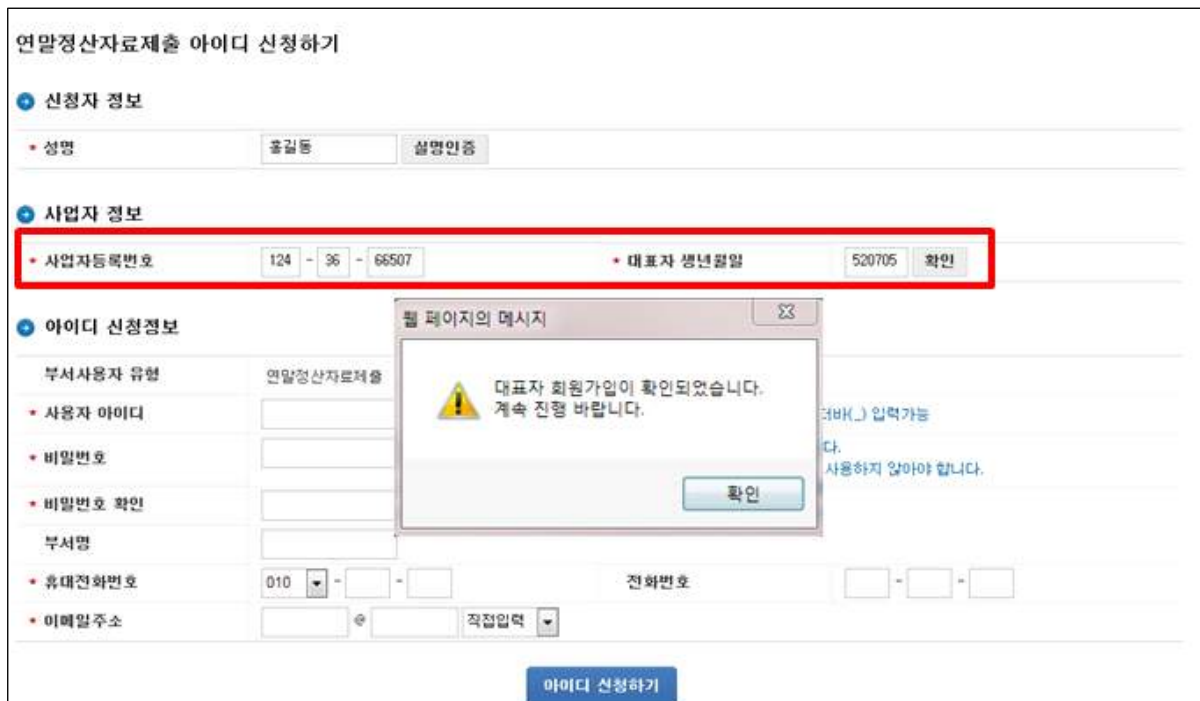 연말정산자료제출 아이디 신청하기
신청자 정보
* 성명 홍길동 실명인증
사업자 정보
* 사업자등록번호 124 - 36 - 66507 * 대표자 생년월일 520705 확인
아이디 신청정보
웹 페이지의 메시지
부서사용자 유형 연말정산자료제출
대표자 회원가입이 확인되었습니다.
계속 진행 바랍니다.
* 사용자 아이디 더바(_) 입력가능
* 비밀번호 다.
사용하지 않아야 합니다.
확인
* 비밀번호 확인
부서명
* 휴대전화번호 010 - - 전화번호 - -
* 이메일주소 @ 직접입력
아이디 신청하기